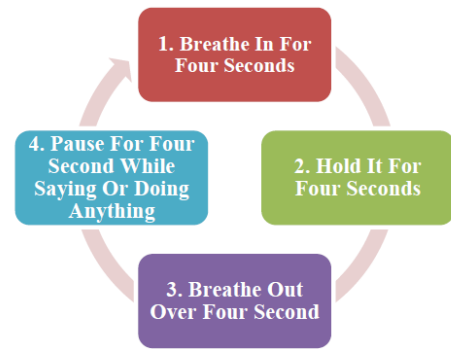 1. Breathe In For
Four Seconds
2. Hold It For
Four Seconds
3. Breathe Out
Over Four Second
4. Pause For Four
Second While
Saying Or Doing
Anything